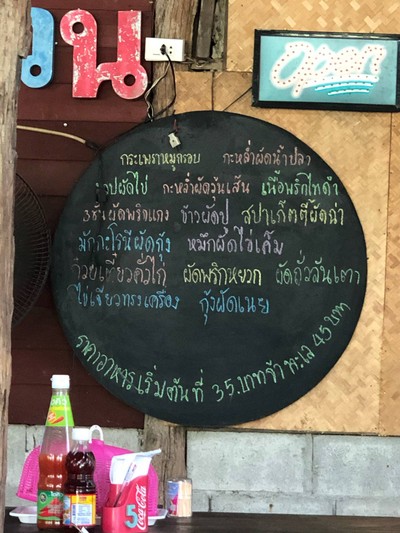 open
กระเพราหมูกรอบ กะหล่ำผัดน้ำปลา
ผัดไข่ กะหล่ำผัดวุ้นเส้น เนื้อพริกไทดำ
ผัดพริกแกง ข้าวผัดปู สปาเก็ตตี้ผัดฉ่า
มักกะโรนีผัดกุ้ง หมึกผัดไข่เค็ม
ก๋วยเตี๋ยวคั่วไก่ ผัดพริกหยวก ผัดถั่วลันเตา
ไข่เจียวทรงเครื่อง กุ้งผัดเนย
ราคาอาหารเริ่มต้นที่ 35.บาท ทะเล 45 บาท
5
Coca-Cola